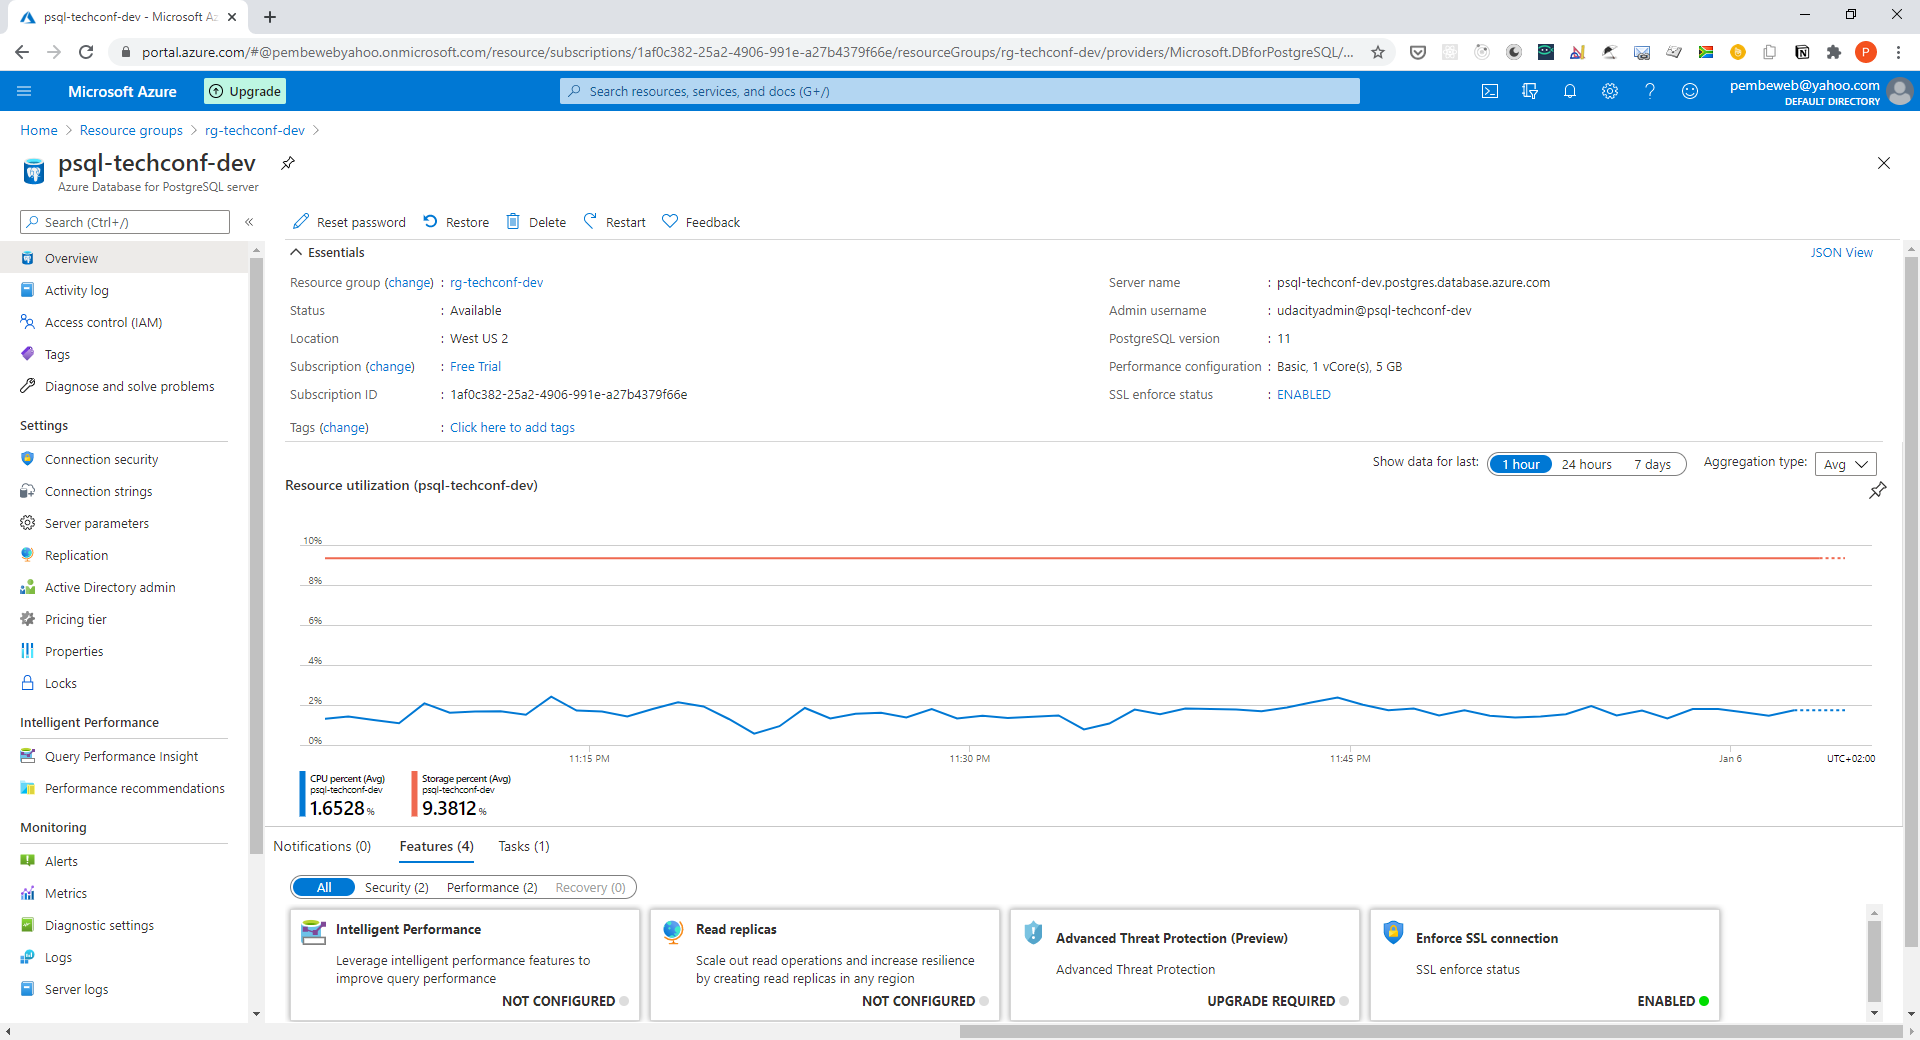 psql-techconf-dev - Microsoft Az
portal.azure.com/#@pembewebyahoo.onmicrosoft.com/resource/subscriptions/1af0c382-25a2-4906-991e-a27b4379f66e/resourceGroups/rg-techconf-dev/providers/Microsoft.DBforPostgreSQL/...
P
Microsoft Azure
Upgrade
Search resources, services, and docs (G+/)
pembeweb@yahoo.com
DEFAULT DIRECTORY
Home > Resource groups > rg-techconf-dev >
psql-techconf-dev
Azure Database for PostgreSQL server
Search (Ctrl+/)
«
Overview
Activity log
Access control (IAM)
Tags
Diagnose and solve problems
Settings
Connection security
Connection strings
Server parameters
Replication
Active Directory admin
Pricing tier
Properties
Locks
Intelligent Performance
Query Performance Insight
Performance recommendations
Monitoring
Alerts
Metrics
Diagnostic settings
Logs
Server logs
Reset password
Restore
Delete
Restart
Feedback
Essentials
JSON View
Resource group (change) : rg-techconf-dev
Status : Available
Location : West US 2
Subscription (change) : Free Trial
Subscription ID : 1af0c382-25a2-4906-991e-a27b4379f66e
Tags (change) : Click here to add tags
Server name : psql-techconf-dev.postgres.database.azure.com
Admin username : udacityadmin@psql-techconf-dev
PostgreSQL version : 11
Performance configuration : Basic, 1 vCore(s), 5 GB
SSL enforce status : ENABLED
Show data for last: 1 hour 24 hours 7 days Aggregation type: Avg
Resource utilization (psql-techconf-dev)
10%
8%
6%
4%
2%
0%
11:15 PM 11:30 PM 11:45 PM Jan 6 UTC+02:00
CPU percent (Avg)
psql-techconf-dev
1.6528 %
Storage percent (Avg)
psql-techconf-dev
9.3812 %
Notifications (0) Features (4) Tasks (1)
All Security (2) Performance (2) Recovery (0)
Intelligent Performance
Leverage intelligent performance features to
improve query performance
NOT CONFIGURED
Read replicas
Scale out read operations and increase resilience
by creating read replicas in any region
NOT CONFIGURED
Advanced Threat Protection (Preview)
Advanced Threat Protection
UPGRADE REQUIRED
Enforce SSL connection
SSL enforce status
ENABLED